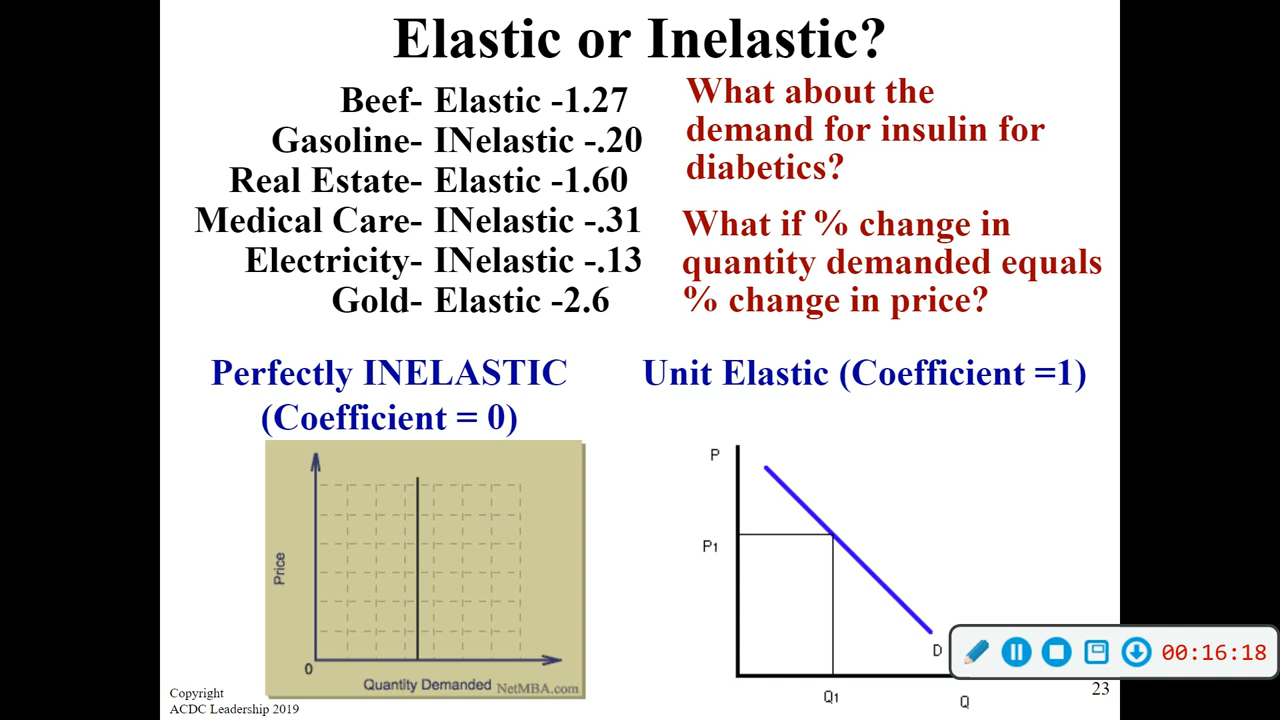 Elastic or Inelastic?
Beef- Elastic -1.27
Gasoline- INelastic -.20
Real Estate- Elastic -1.60
Medical Care- INelastic -.31
Electricity- INelastic -.13
Gold- Elastic -2.6
What about the
demand for insulin for
diabetics?
What if % change in
quantity demanded equals
% change in price?
Perfectly INELASTIC
(Coefficient = 0)
Price
0
Quantity Demanded NetMBA.com
Unit Elastic (Coefficient =1)
P
P1
D
Q1
Q
00:16:18
23
Copyright
ACDC Leadership 2019